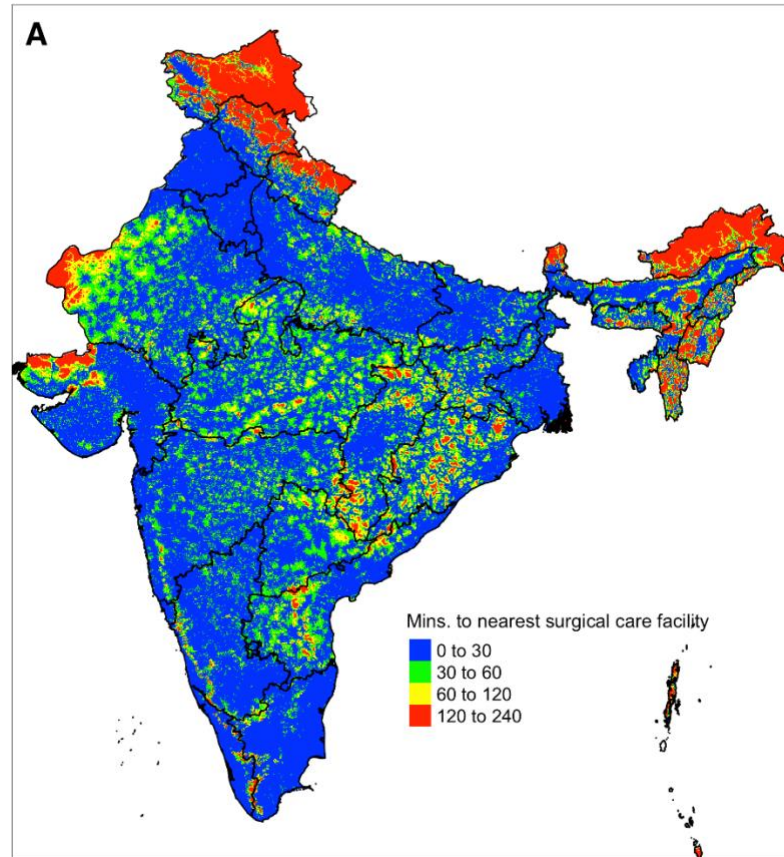 A
Mins. to nearest surgical care facility
0 to 30
30 to 60
60 to 120
120 to 240